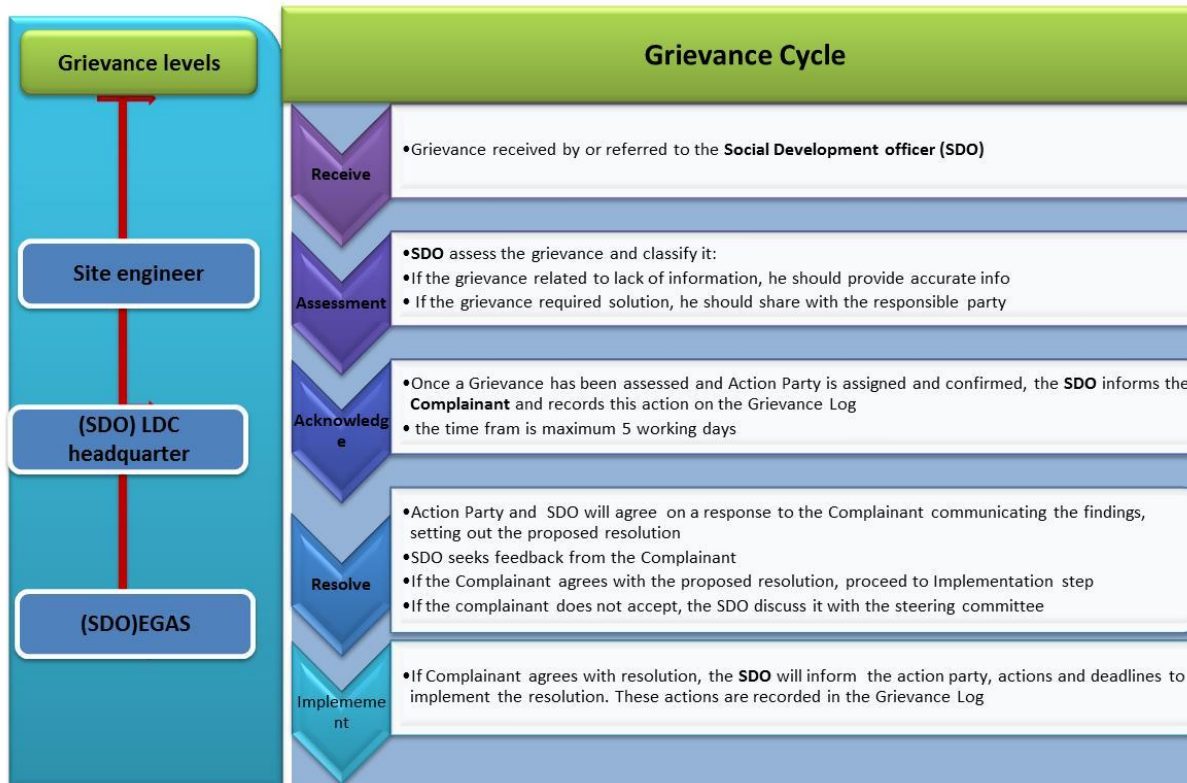 Grievance levels
Site engineer
(SDO) LDC
headquarter
(SDO)EGAS
Grievance Cycle
Receive
•Grievance received by or referred to the Social Development officer (SDO)
Assessment
•SDO assess the grievance and classify it:
•If the grievance related to lack of information, he should provide accurate info
• If the grievance required solution, he should share with the responsible party
Acknowledg
e
•Once a Grievance has been assessed and Action Party is assigned and confirmed, the SDO informs the
Complainant and records this action on the Grievance Log
• the time fram is maximum 5 working days
Resolve
•Action Party and SDO will agree on a response to the Complainant communicating the findings,
setting out the proposed resolution
•SDO seeks feedback from the Complainant
•If the Complainant agrees with the proposed resolution, proceed to Implementation step
•If the complainant does not accept, the SDO discuss it with the steering committee
Implememe
nt
•If Complainant agrees with resolution, the SDO will inform the action party, actions and deadlines to
implement the resolution. These actions are recorded in the Grievance Log